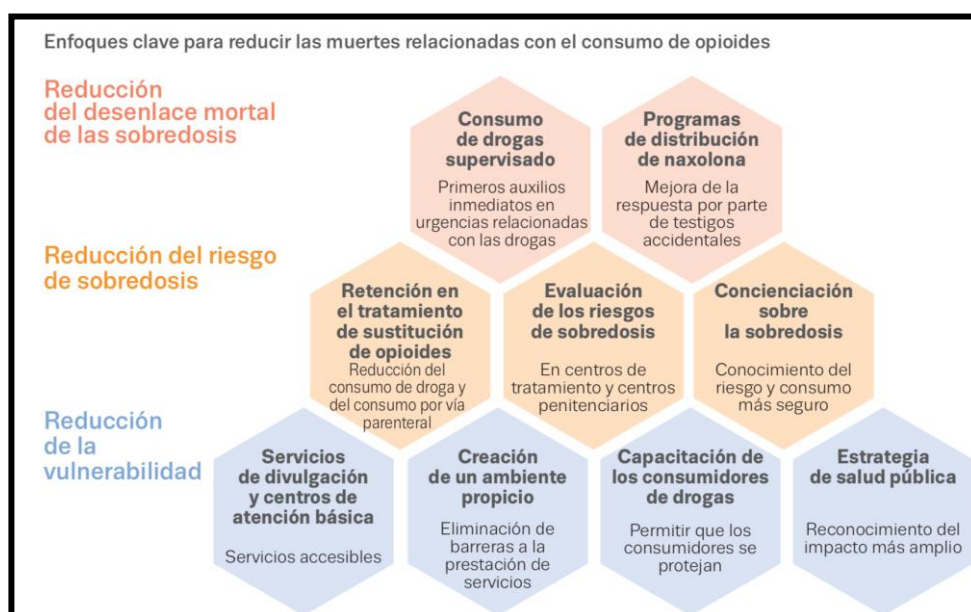 Enfoques clave para reducir las muertes relacionadas con el consumo de opioides
Reducción
del desenlace mortal
de las sobredosis
Consumo
de drogas
supervisado
Primeros auxilios
inmediatos en
urgencias relacionadas
con las drogas
Programas
de distribución
de naxolona
Mejora de la
respuesta por parte
de testigos
accidentales
Reducción del riesgo
de sobredosis
Retención en
el tratamiento
de sustitución
de opioides
Reducción del
consumo de droga y
del consumo por vía
parenteral
Evaluación
de los riesgos
de sobredosis
En centros de
tratamiento y centros
penitenciarios
Concienciación
sobre
la sobredosis
Conocimiento del
riesgo y consumo
más seguro
Reducción
de la
vulnerabilidad
Servicios
de divulgación
y centros de
atención básica
Servicios accesibles
Creación
de un ambiente
propicio
Eliminación de
barreras a la
prestación de
servicios
Capacitación de
los consumidores
de drogas
Permitir que los
consumidores se
protejan
Estrategia
de salud pública
Reconocimiento del
impacto más amplio